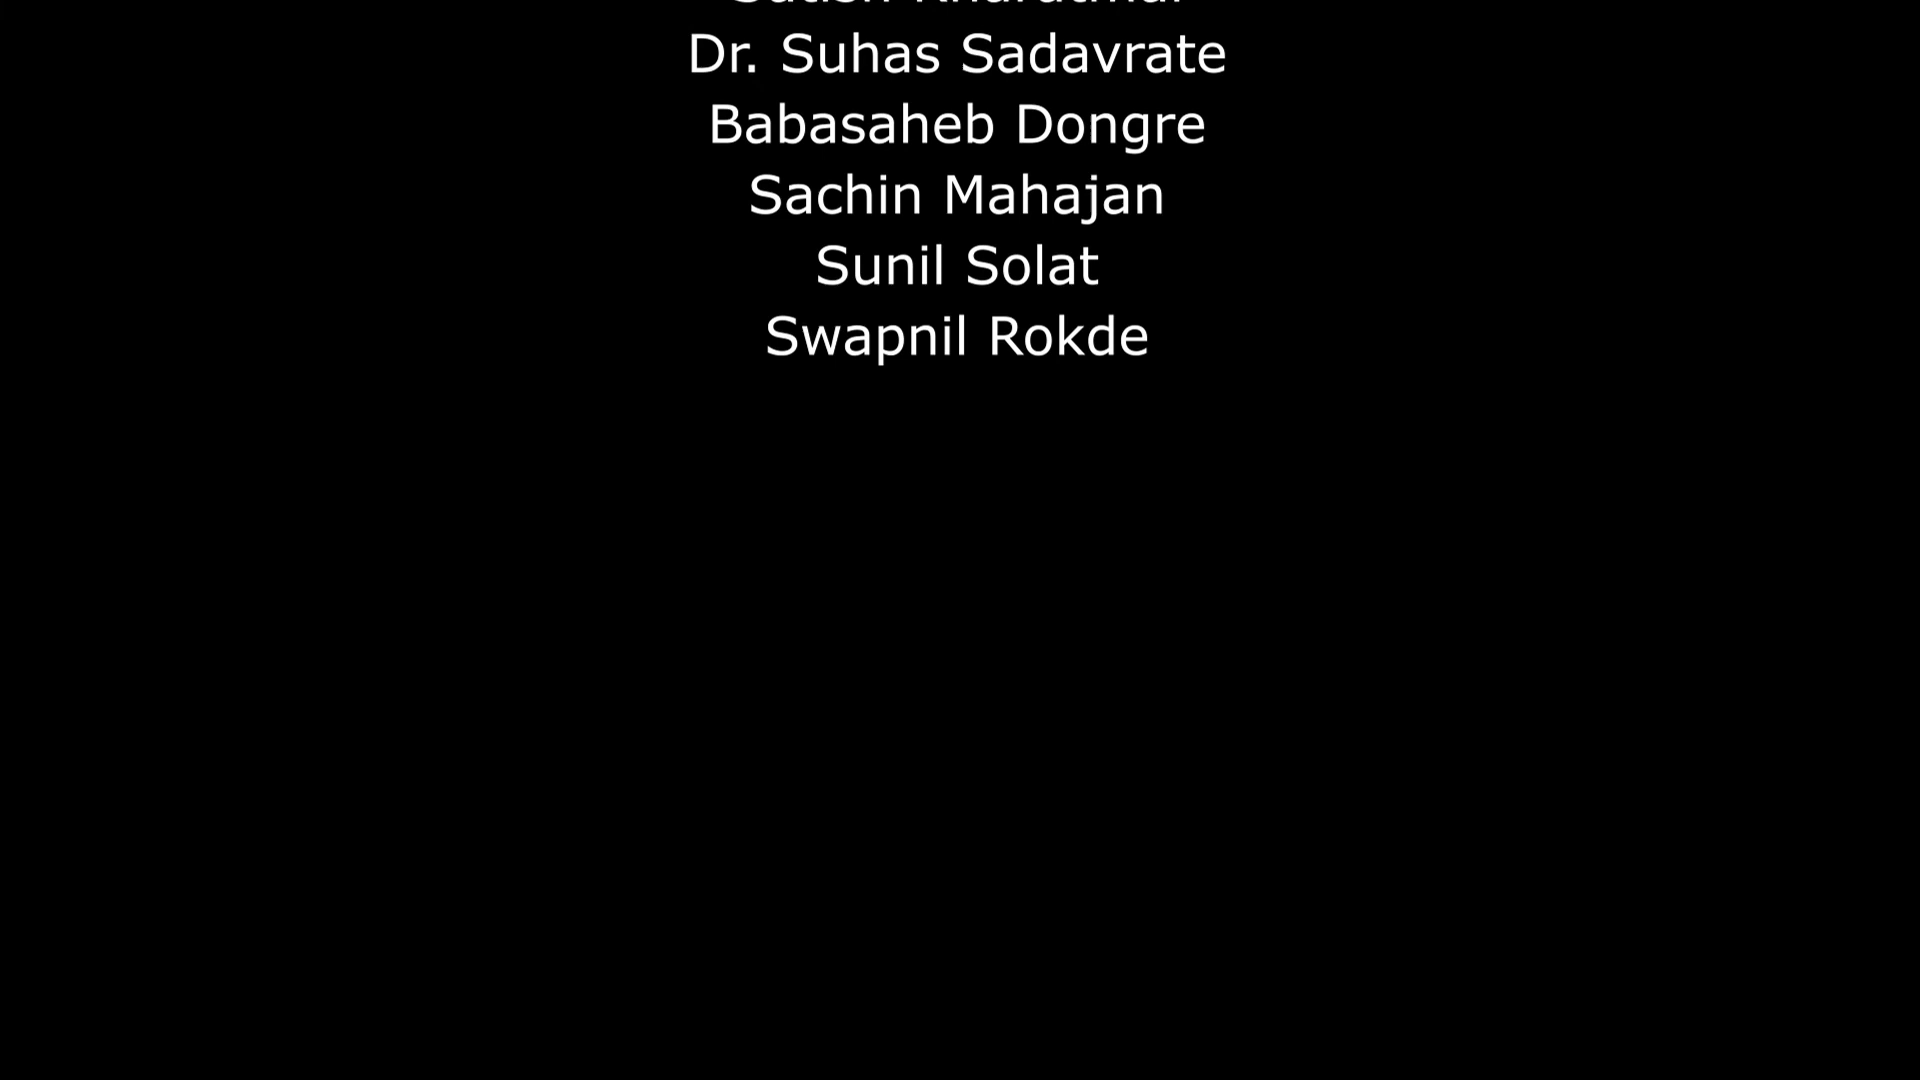 Dr. Suhas Sadavrate
Babasaheb Dongre
Sachin Mahajan
Sunil Solat
Swapnil Rokde